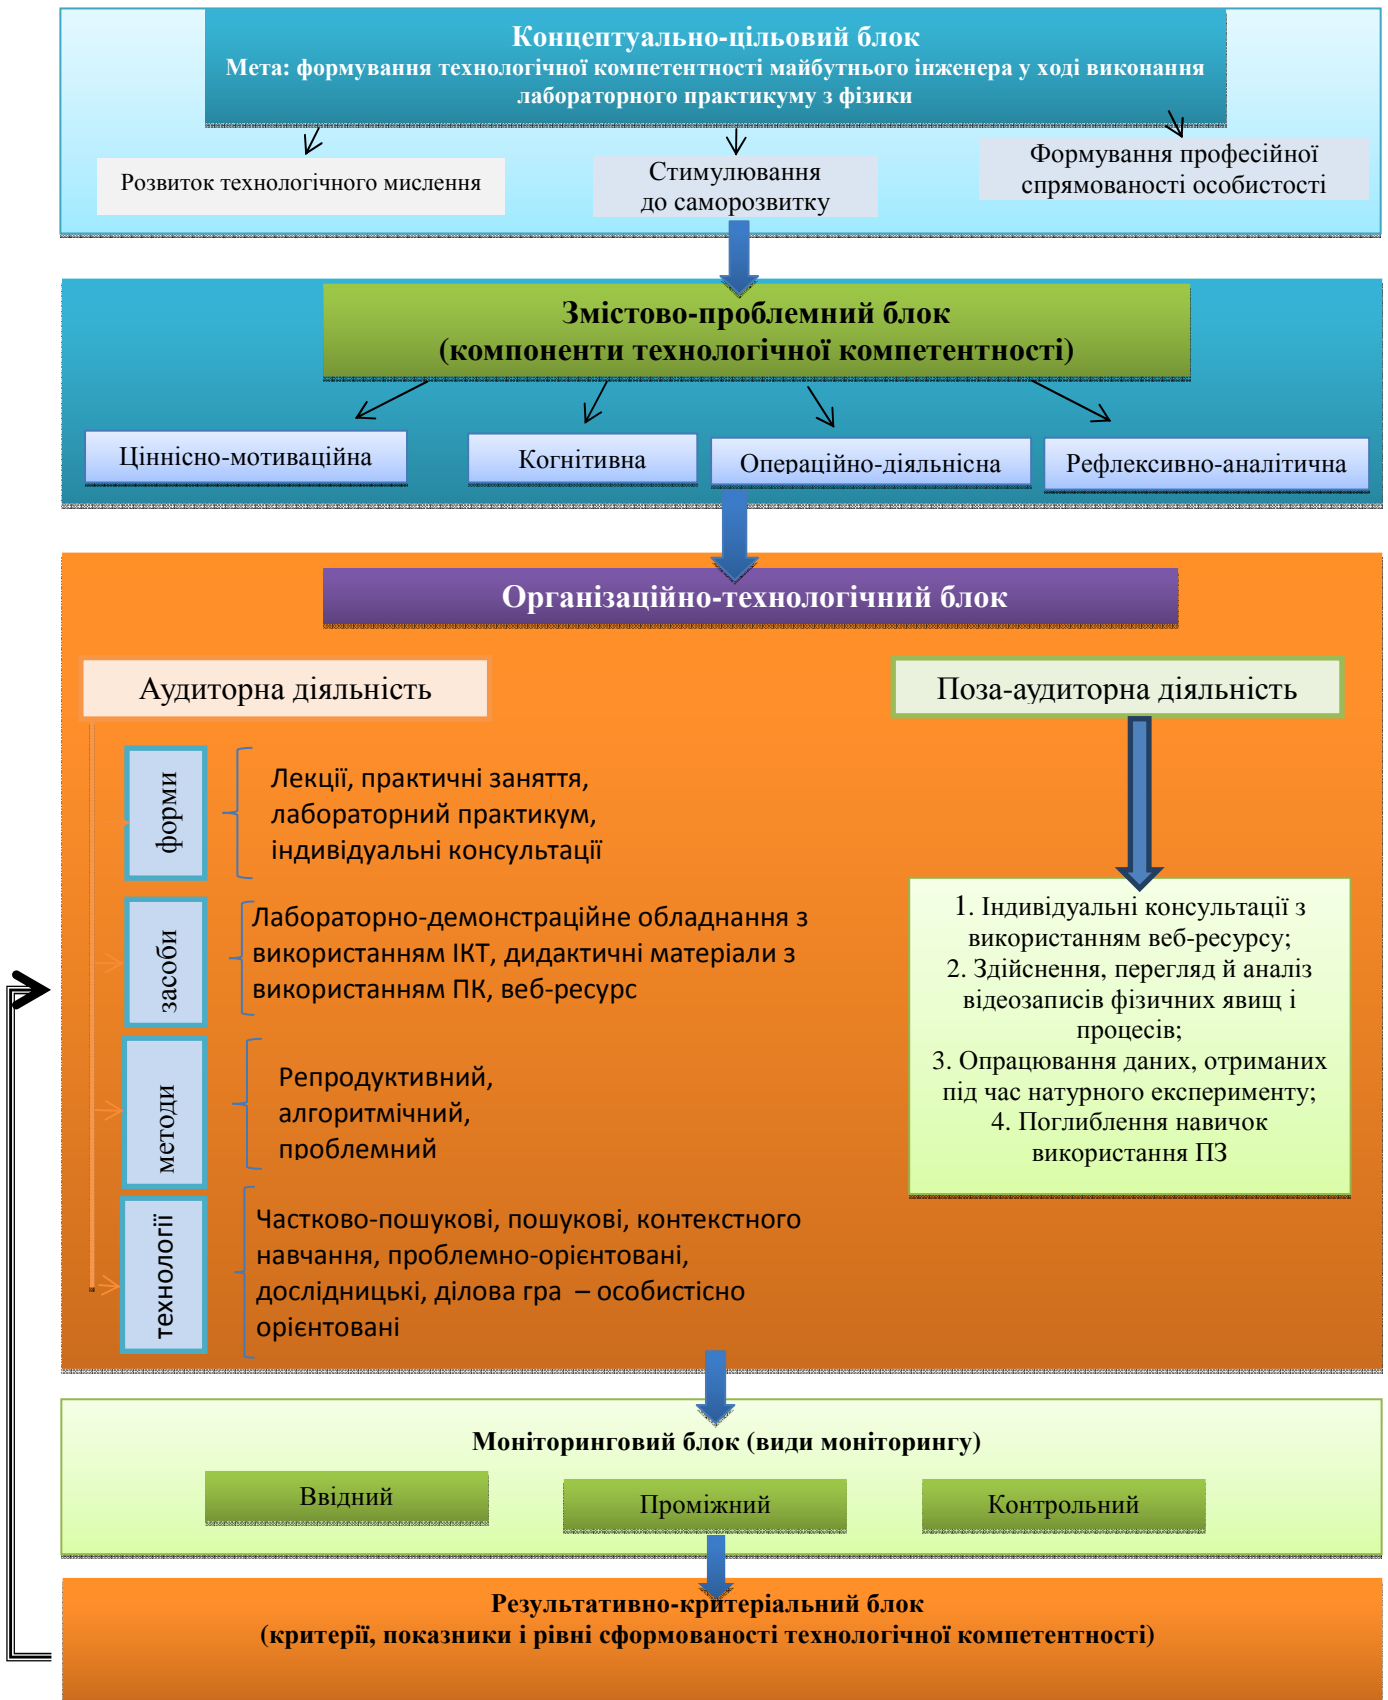 Концептуально-цільовий блок
Мета: формування технологічної компетентності майбутнього інженера у ході виконання
лабораторного практикуму з фізики
Розвиток технологічного мислення
Стимулювання
до саморозвитку
Формування професійної
спрямованості особистості
Змістово-проблемний блок
(компоненти технологічної компетентності)
Ціннісно-мотиваційна
Когнітивна
Операційно-діяльнісна
Рефлексивно-аналітична
Організаційно-технологічний блок
Аудиторна діяльність
форми
Лекції, практичні заняття,
лабораторний практикум,
індивідуальні консультації
засоби
Лабораторно-демонстраційне обладнання з
використанням ІКТ, дидактичні матеріали з
використанням ПК, веб-ресурс
методи
Репродуктивний,
алгоритмічний,
проблемний
технології
Частково-пошукові, пошукові, контекстного
навчання, проблемно-орієнтовані,
дослідницькі, ділова гра – особистісно
орієнтовані
Поза-аудиторна діяльність
1. Індивідуальні консультації з
використанням веб-ресурсу;
2. Здійснення, перегляд й аналіз
відеозаписів фізичних явищ і
процесів;
3. Опрацювання даних, отриманих
під час натурного експерименту;
4. Поглиблення навичок
використання ПЗ
Моніторинговий блок (види моніторингу)
Ввідний
Проміжний
Контрольний
Результативно-критеріальний блок
(критерії, показники і рівні сформованості технологічної компетентності)